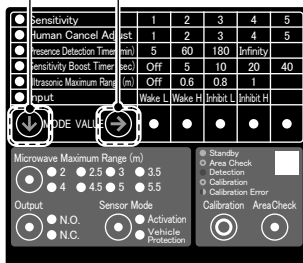 Sensitivity 1 2 3 4 5
Human Cancel Adjust 1 2 3 4 5
Presence Detection Timer (min) 5 60 180 Infinity
Sensitivity Boost Timer (sec) Off 5 10 20 40
Ultrasonic Maximum Range (m) Off 0.6 0.8 1
Input Wake L Wake H Inhibit L Inhibit H
MODE VALUE
Microwave Maximum Range (m)
2 2.5 3 3.5
4 4.5 5 5.5
Standby
Area Check
Detection
Calibration
Calibration Error
Output
N.O.
N.C.
Sensor Mode
Activation
Vehicle Protection
Calibration AreaCheck